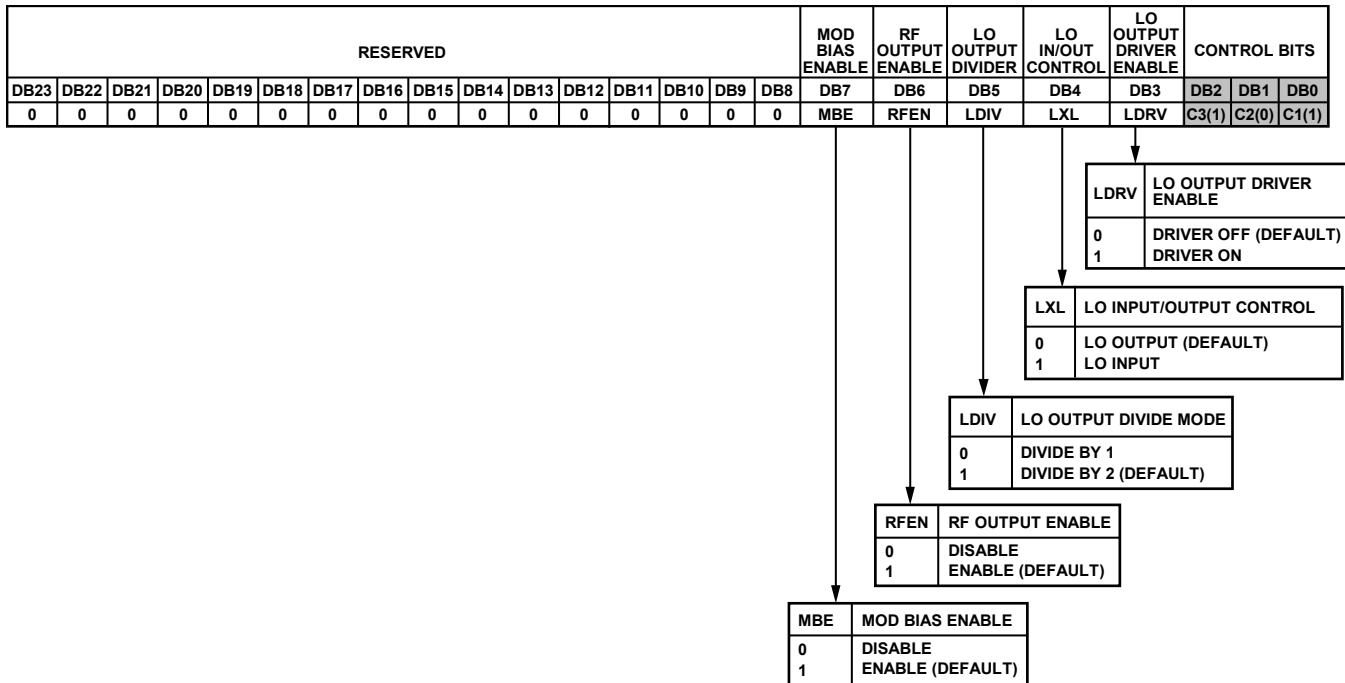 RESERVED
MOD BIAS ENABLE
RF OUTPUT ENABLE
LO OUTPUT DIVIDER
LO IN/OUT CONTROL
LO OUTPUT DRIVER ENABLE
CONTROL BITS
DB23 DB22 DB21 DB20 DB19 DB18 DB17 DB16 DB15 DB14 DB13 DB12 DB11 DB10 DB9 DB8 DB7 DB6 DB5 DB4 DB3 DB2 DB1 DB0
0 0 0 0 0 0 0 0 0 0 0 0 0 0 0 0 MBE RFEN LDIV LXL LDRV C3(1) C2(0) C1(1)
LDRV LO OUTPUT DRIVER
ENABLE
0 DRIVER OFF (DEFAULT)
1 DRIVER ON
LXL LO INPUT/OUTPUT CONTROL
0 LO OUTPUT (DEFAULT)
1 LO INPUT
LDIV LO OUTPUT DIVIDE MODE
0 DIVIDE BY 1
1 DIVIDE BY 2 (DEFAULT)
RFEN RF OUTPUT ENABLE
0 DISABLE
1 ENABLE (DEFAULT)
MBE MOD BIAS ENABLE
0 DISABLE
1 ENABLE (DEFAULT)